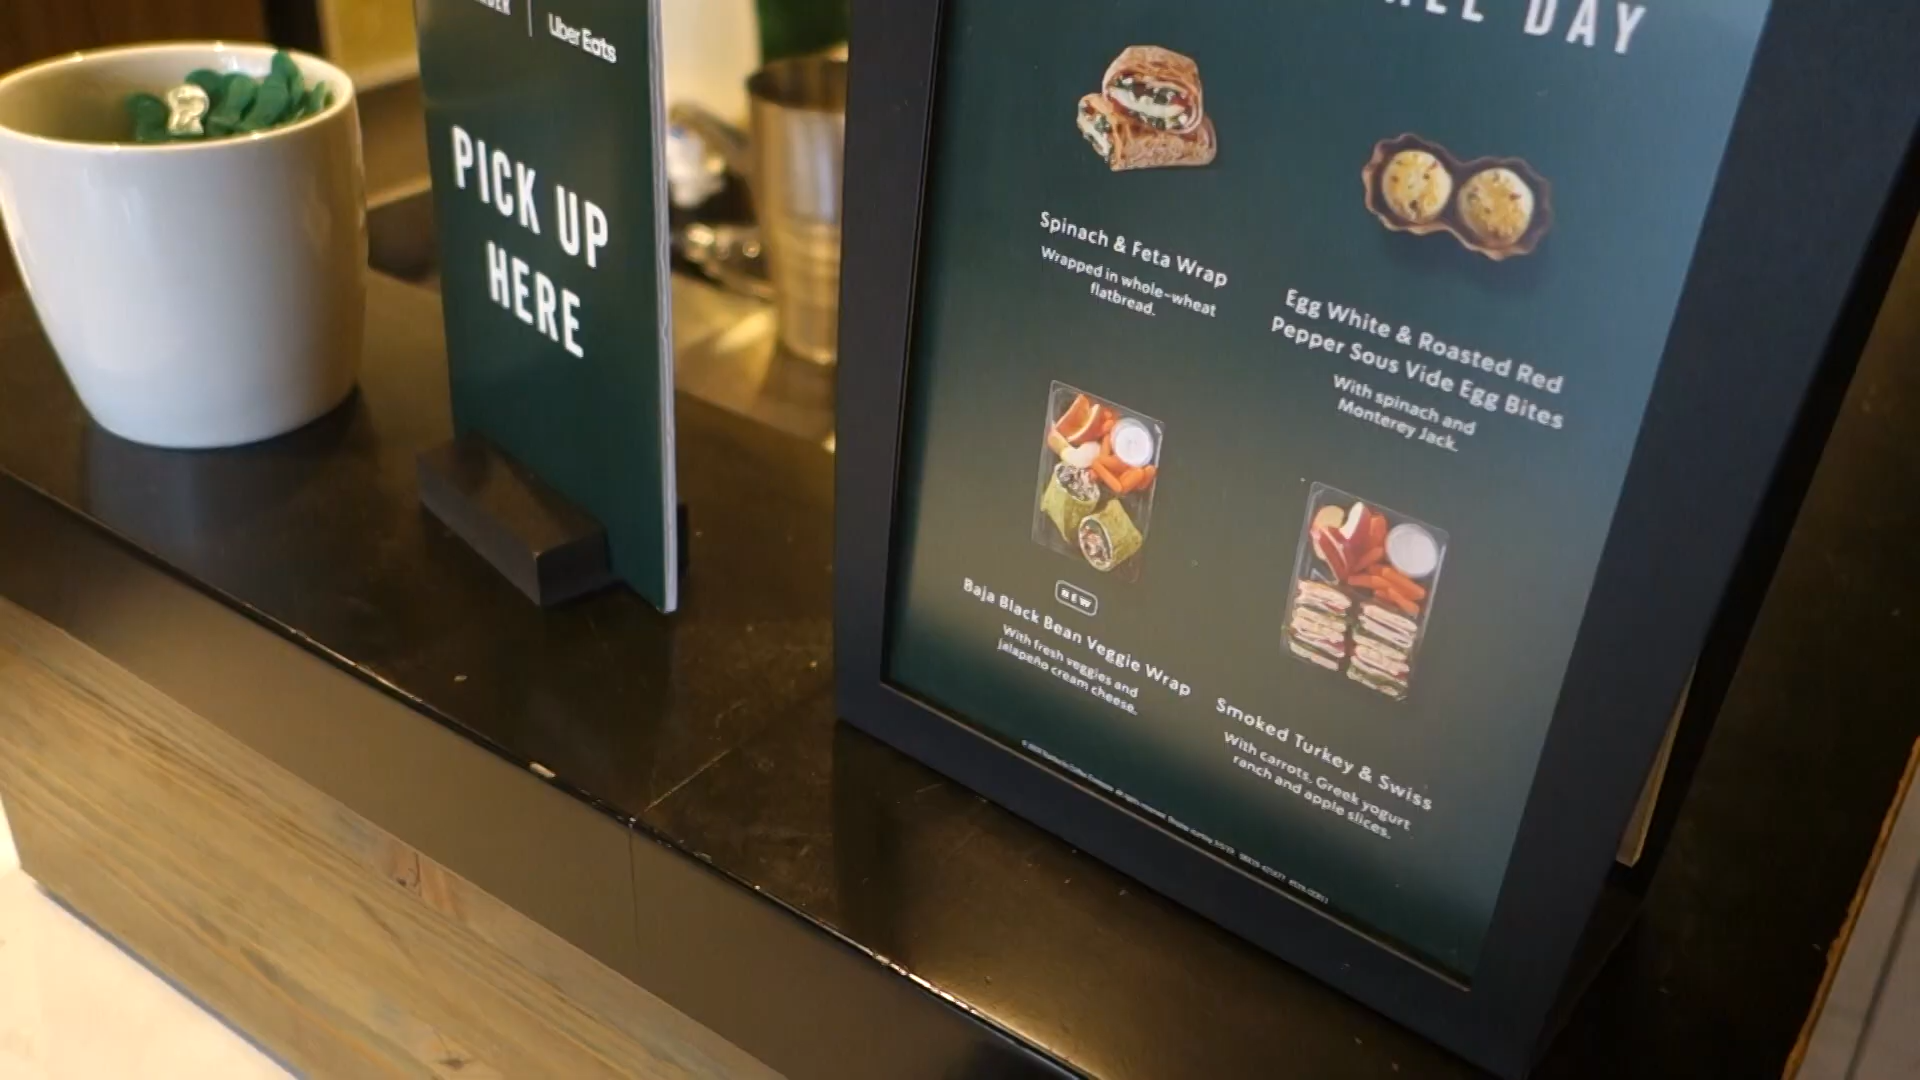 Uber Eats
PICK UP
HERE
ALL DAY
Spinach & Feta Wrap
Wrapped in whole-wheat
flatbread.
Egg White & Roasted Red
Pepper Sous Vide Egg Bites
With spinach and
Monterey Jack.
NEW
Baja Black Bean Veggie Wrap
With fresh veggies and
jalapeño cream cheese.
Smoked Turkey & Swiss
With carrots, Greek yogurt
ranch and apple slices.